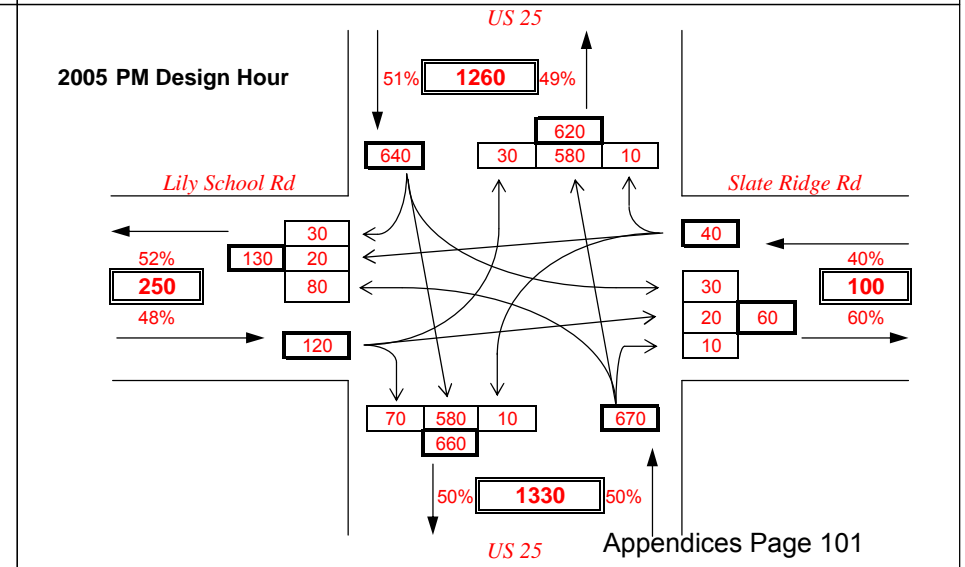 US 25
2005 PM Design Hour
51% 1260 49%
620
640 30 580 10
Lily School Rd Slate Ridge Rd
30 40
130 20
80
52% 40%
250 100
48% 60%
30
20 60
10
120
70 580 10 670
660
50% 1330 50%
US 25
Appendices Page 101